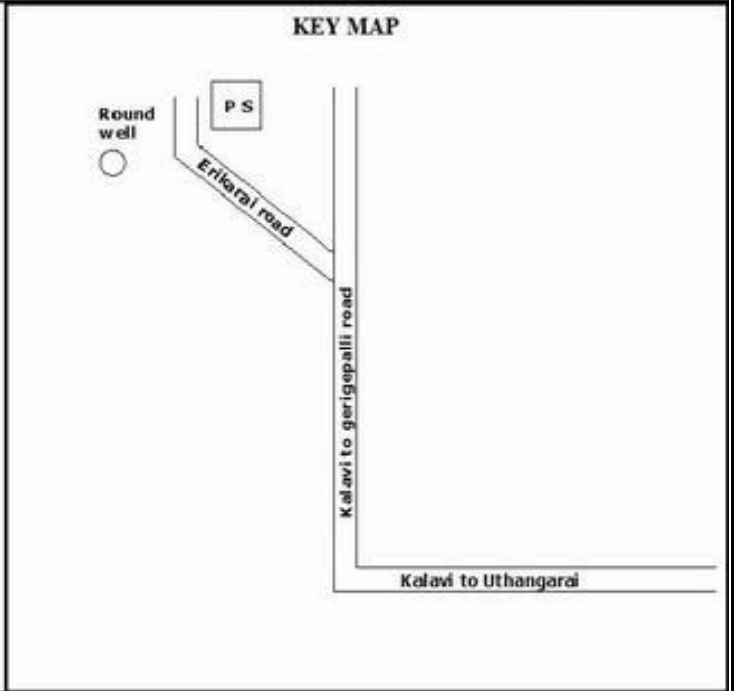 KEY MAP
P S
Round
well
Erikarai road
Kalavi to gerigepalli road
Kalavi to Uthangarai